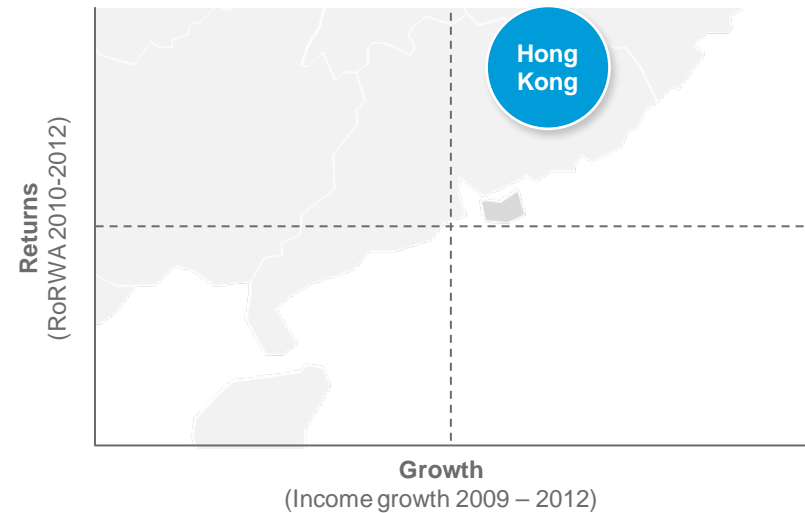 Hong
Kong
Returns
(RoRWA 2010-2012)
Growth
(Income growth 2009 – 2012)